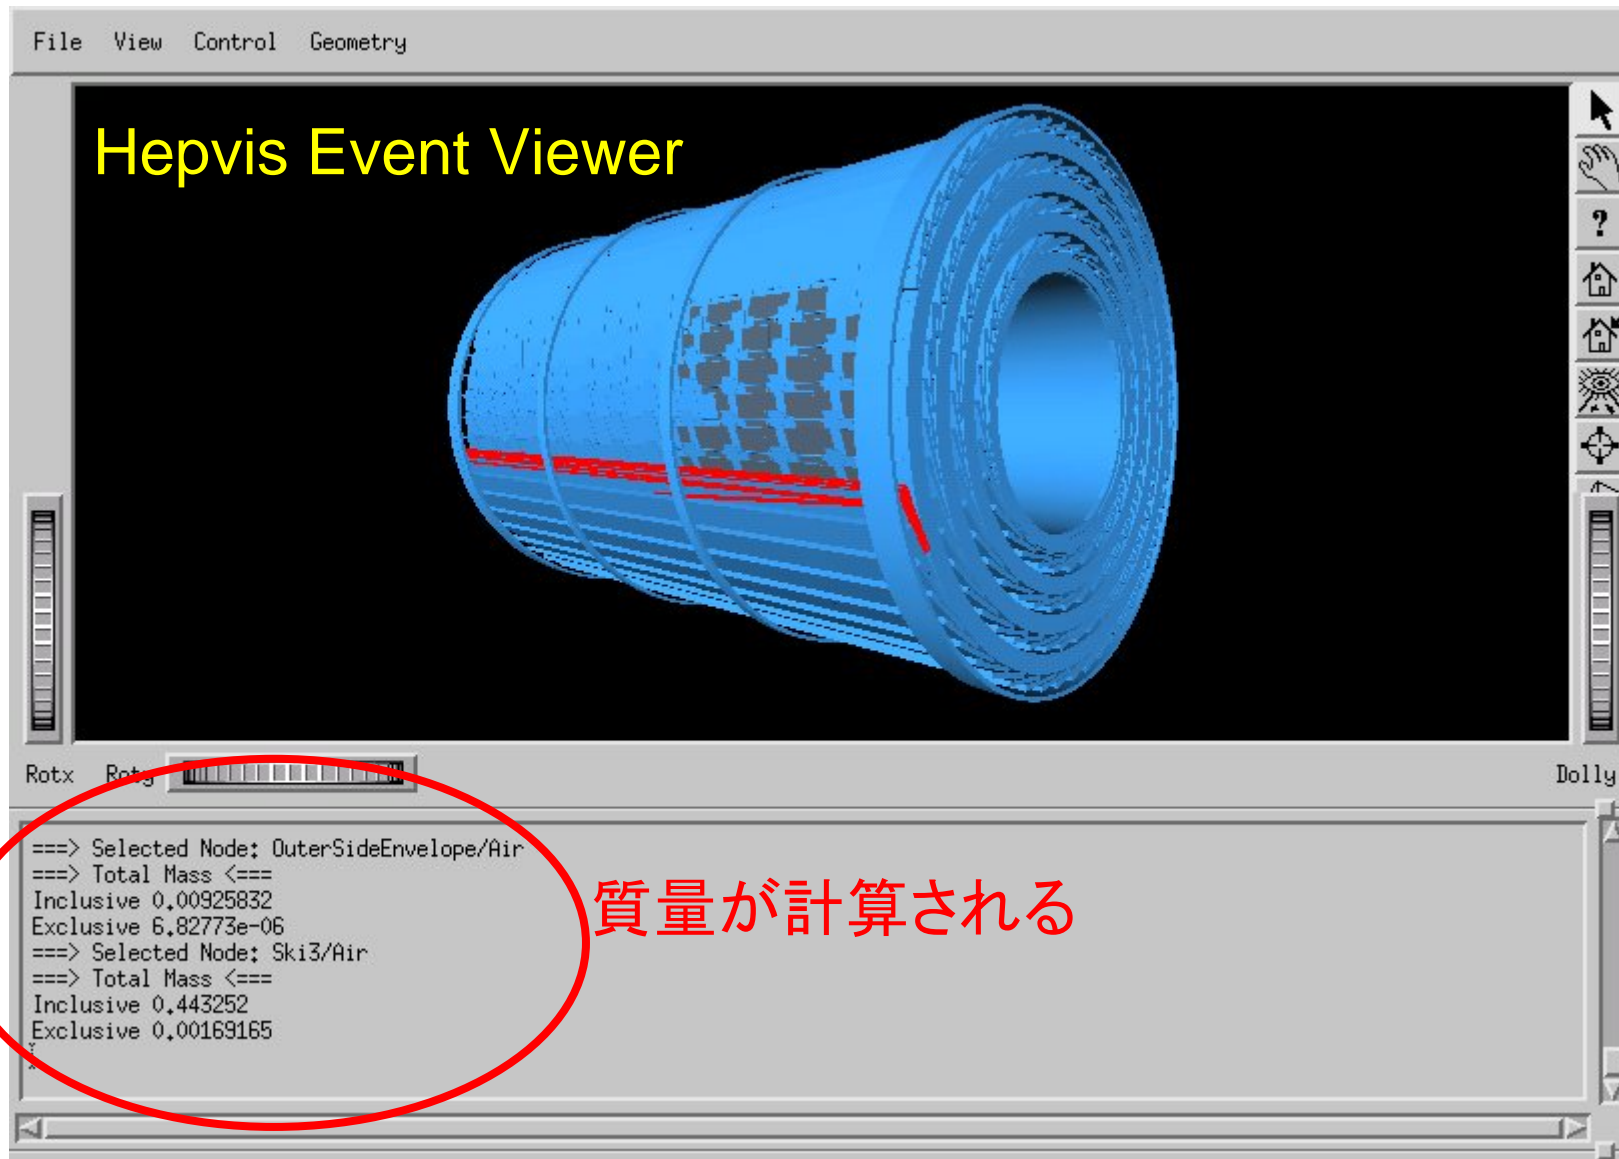 File View Control Geometry
Hepvis Event Viewer
?
Rotx Roty
Dolly
===> Selected Node: OuterSideEnvelope/Air
===> Total Mass <===
Inclusive 0.00925832
Exclusive 6.82773e-06
===> Selected Node: Ski3/Air
===> Total Mass <===
Inclusive 0.443252
Exclusive 0.00169165
質量が計算される